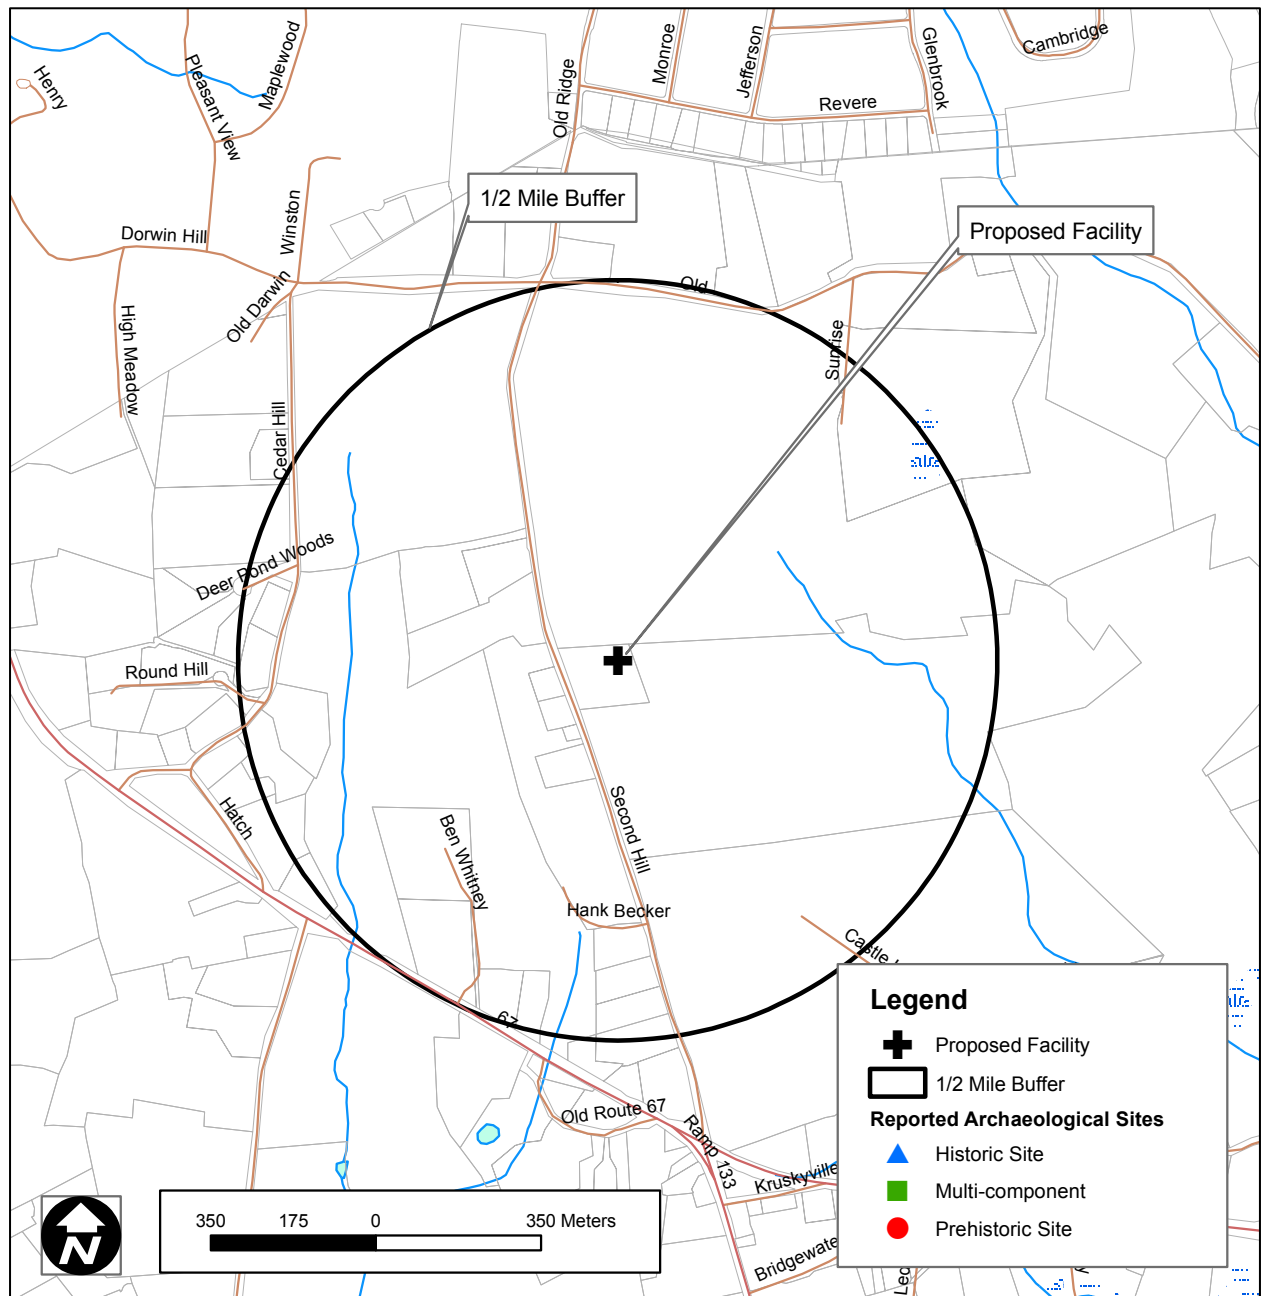 Henry
Pleasant View
Maplewood
Old Ridge
Monroe
Jefferson
Glenbrook
Cambridge
Revere
1/2 Mile Buffer
Proposed Facility
Dorwin Hill
Winston
Old Darwin
Old
High Meadow
Sunrise
Cedar Hill
Deer Pond Woods
Round Hill
Hatch
Second Hill
Ben Whitney
Hank Becker
Castle
67
Old Route 67
Ramp 133
Kruskyville
Bridgewate
Led
y
Legend
Proposed Facility
1/2 Mile Buffer
Reported Archaeological Sites
Historic Site
Multi-component
Prehistoric Site
N
350 175 0 350 Meters